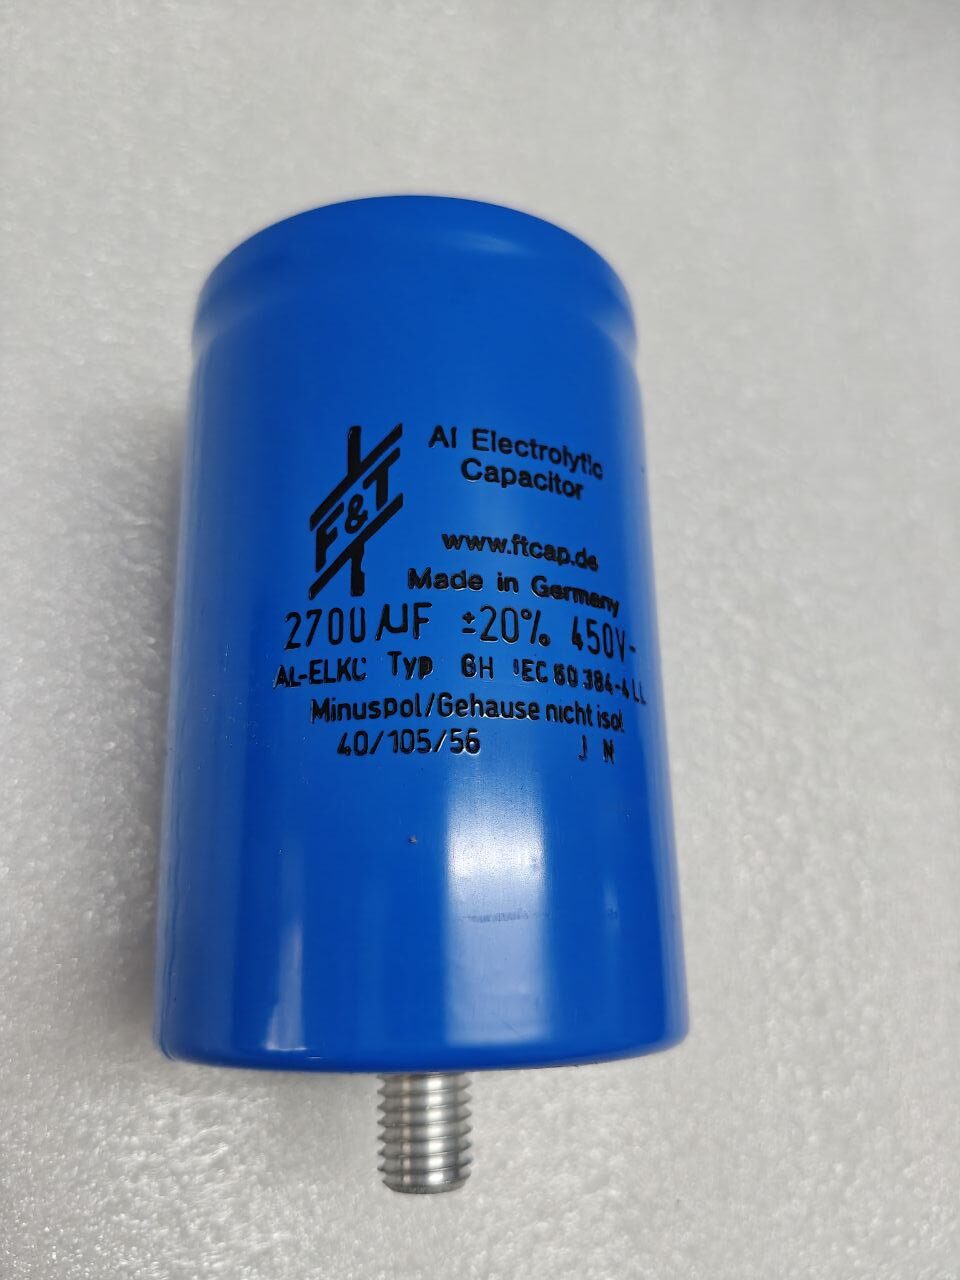 F&T
Al Electrolytic
Capacitor
www.ftcap.de
Made in Germany
2700µF ±20% 450V-
AL-ELKO Typ GH IEC 60 384-4 LL
Minuspol/Gehause nicht isol.
40/105/56 J N